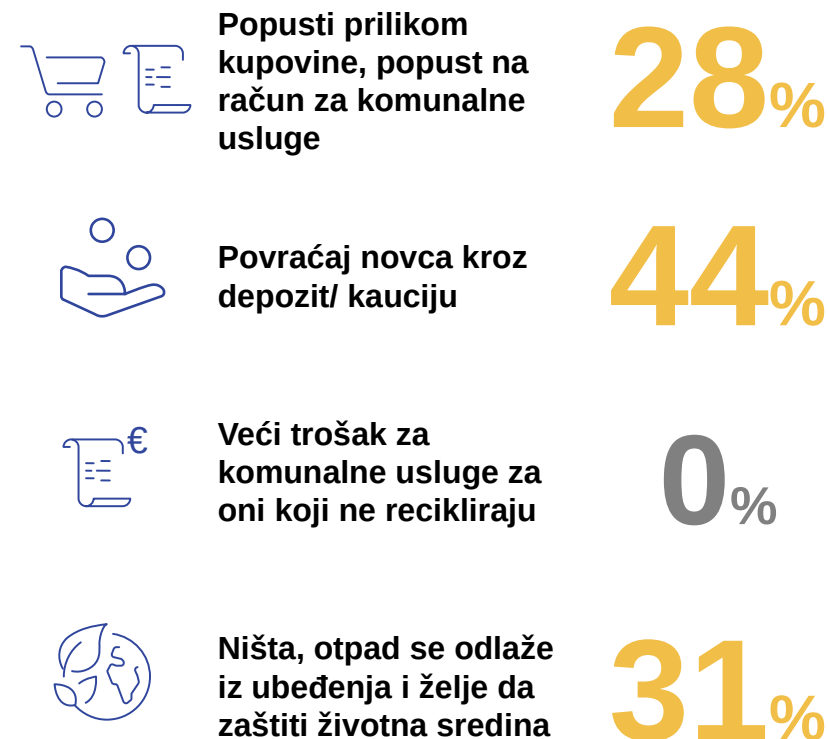 Popusti prilikom
kupovine, popust na
račun za komunalne
usluge
28%
Povraćaj novca kroz
depozit/ kauciju
44%
€
Veći trošak za
komunalne usluge za
oni koji ne recikliraju
0%
Ništa, otpad se odlaže
iz ubeđenja i želje da
zaštiti životna sredina
31%